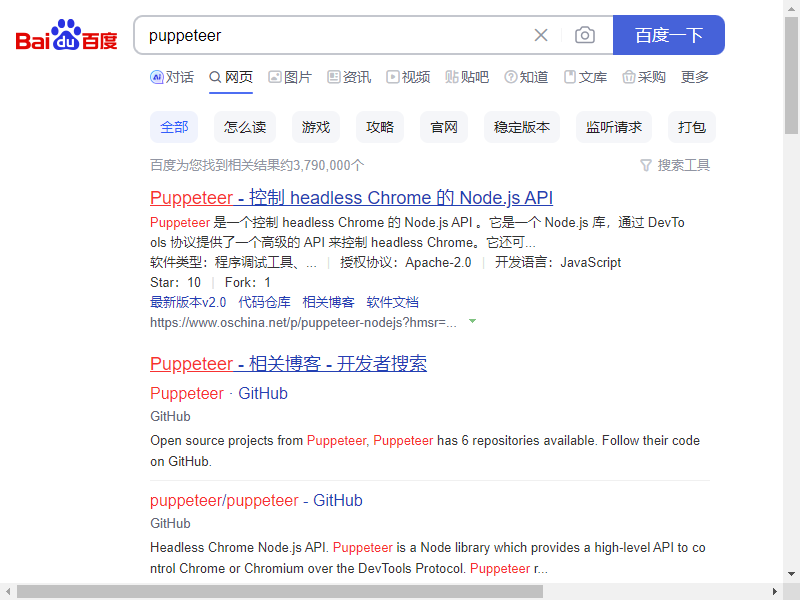 Bai du 百度
puppeteer
百度一下
对话 网页 图片 资讯 视频 贴吧 知道 文库 采购 更多
全部 怎么读 游戏 攻略 官网 稳定版本 监听请求 打包
百度为您找到相关结果约3,790,000个 搜索工具
Puppeteer - 控制 headless Chrome 的 Node.js API
Puppeteer 是一个控制 headless Chrome 的 Node.js API 。它是一个 Node.js 库，通过 DevTo
ols 协议提供了一个高级的 API 来控制 headless Chrome。它还可...
软件类型：程序调试工具、... | 授权协议：Apache-2.0 | 开发语言：JavaScript
Star：10 | Fork：1
最新版本v2.0 代码仓库 相关博客 软件文档
https://www.oschina.net/p/puppeteer-nodejs?hmsr=...
Puppeteer - 相关博客 - 开发者搜索
Puppeteer · GitHub
GitHub
Open source projects from Puppeteer, Puppeteer has 6 repositories available. Follow their code
on GitHub.
puppeteer/puppeteer - GitHub
GitHub
Headless Chrome Node.js API. Puppeteer is a Node library which provides a high-level API to co
ntrol Chrome or Chromium over the DevTools Protocol. Puppeteer r...